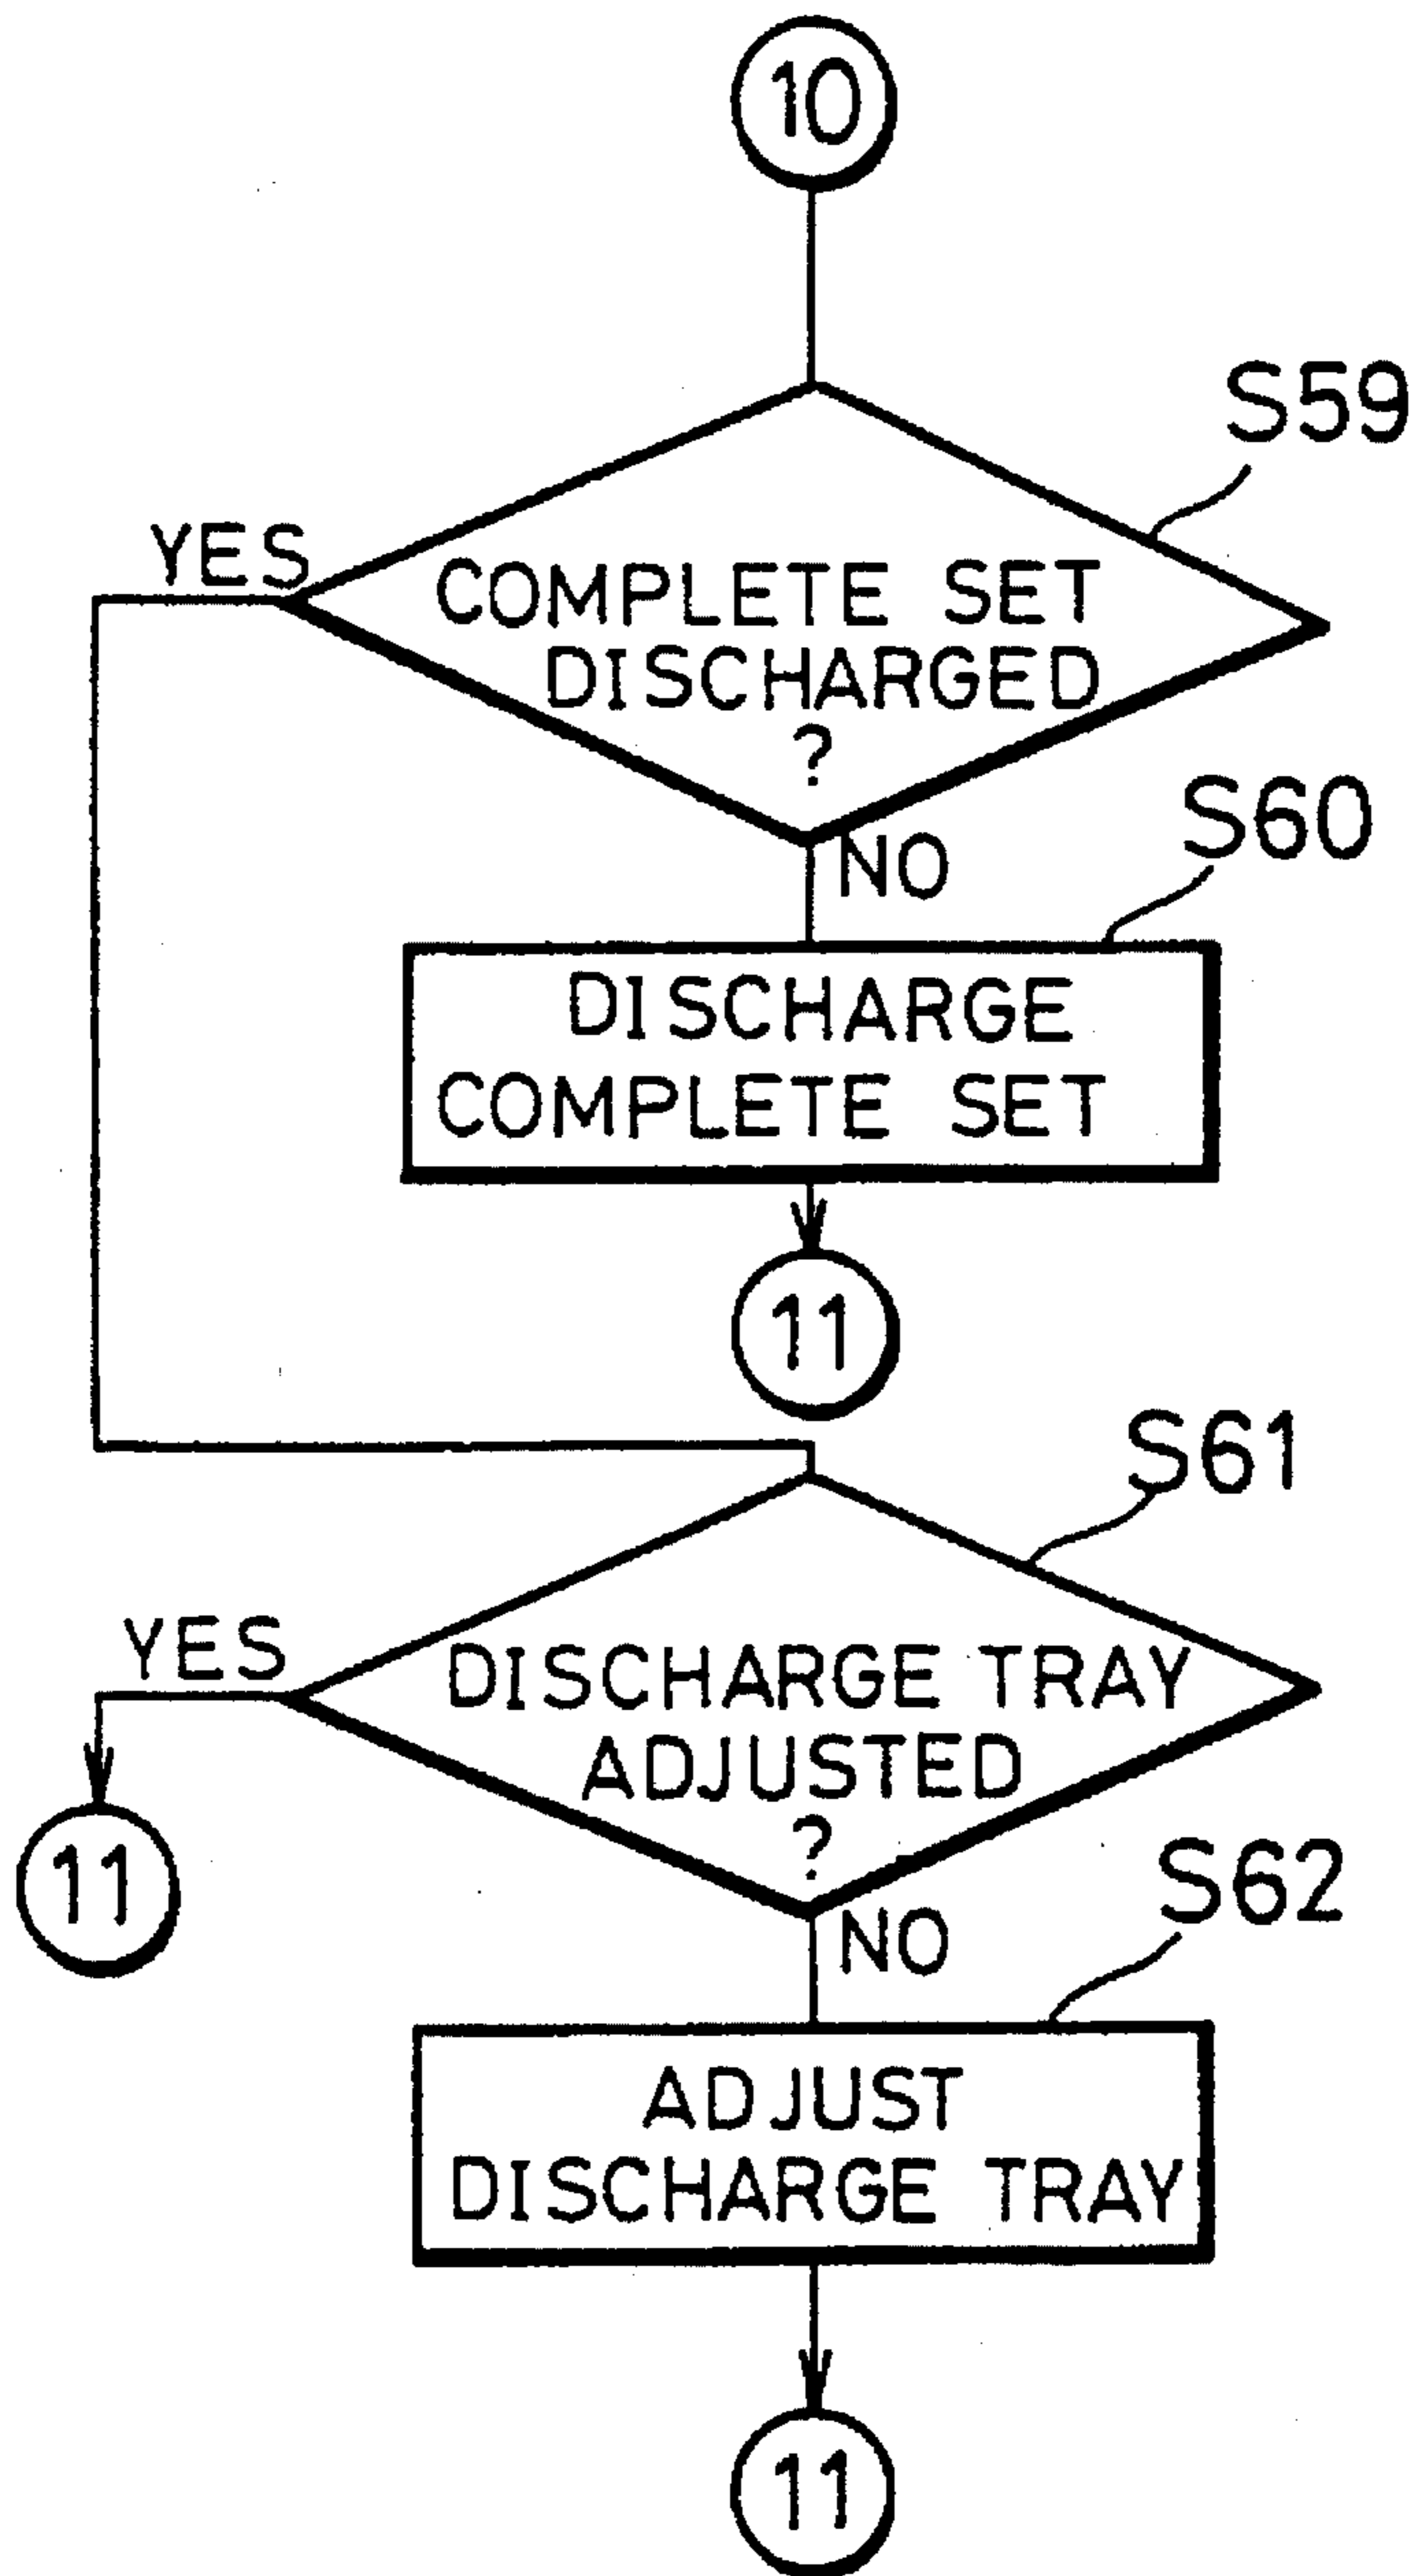 10
S59
YES
COMPLETE SET
DISCHARGED
?
NO
S60
DISCHARGE
COMPLETE SET
11
S61
YES
DISCHARGE TRAY
ADJUSTED
?
11
NO
S62
ADJUST
DISCHARGE TRAY
11